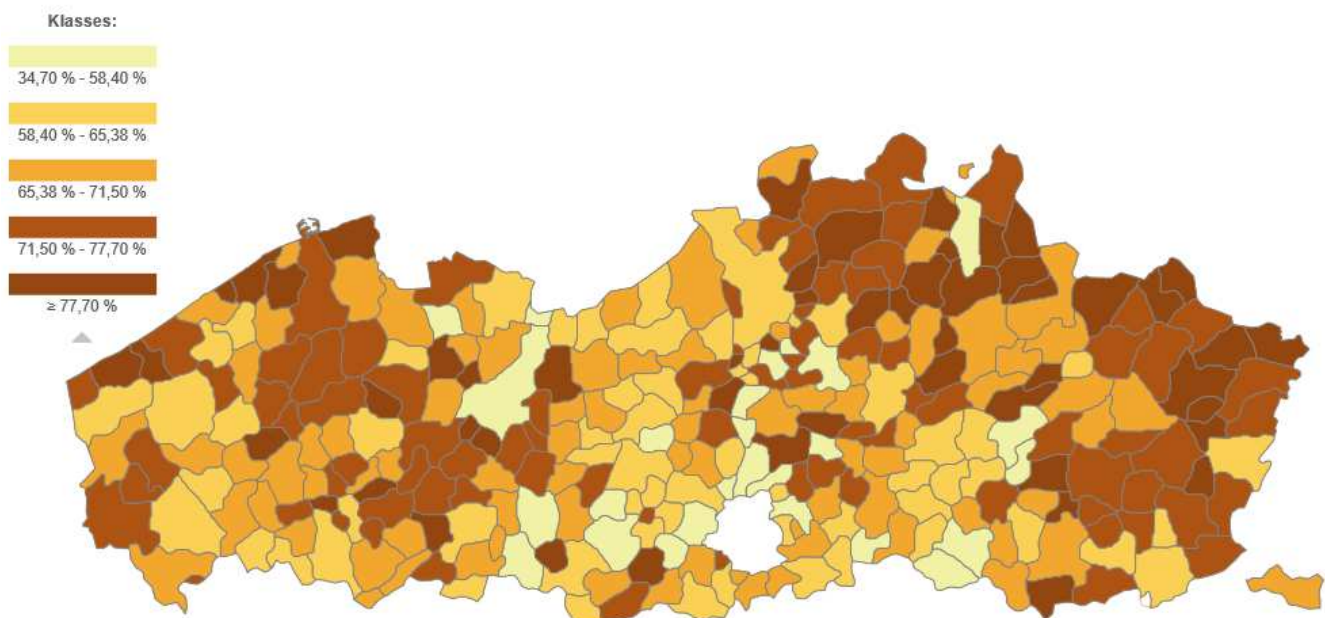 Klasses:
34,70 % - 58,40 %
58,40 % - 65,38 %
65,38 % - 71,50 %
71,50 % - 77,70 %
≥ 77,70 %